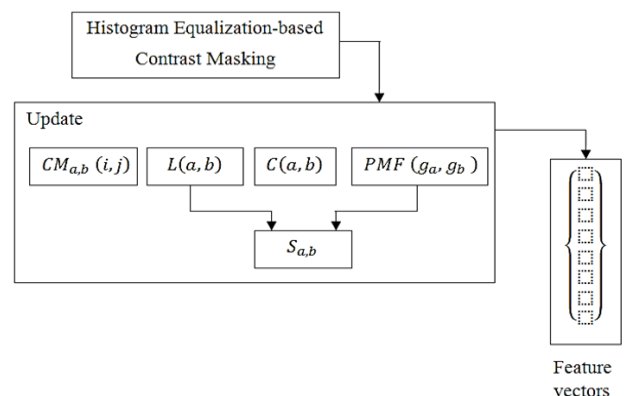 Histogram Equalization-based
Contrast Masking
Update
CM_{a,b} (i, j)
L(a, b)
C(a, b)
PMF (g_a, g_b )
S_{a,b}
Feature
vectors